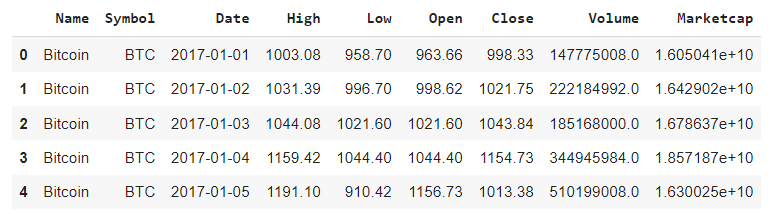 Name Symbol Date High Low Open Close Volume Marketcap
0 Bitcoin BTC 2017-01-01 1003.08 958.70 963.66 998.33 147775008.0 1.605041e+10
1 Bitcoin BTC 2017-01-02 1031.39 996.70 998.62 1021.75 222184992.0 1.642902e+10
2 Bitcoin BTC 2017-01-03 1044.08 1021.60 1021.60 1043.84 185168000.0 1.678637e+10
3 Bitcoin BTC 2017-01-04 1159.42 1044.40 1044.40 1154.73 344945984.0 1.857187e+10
4 Bitcoin BTC 2017-01-05 1191.10 910.42 1156.73 1013.38 510199008.0 1.630025e+10